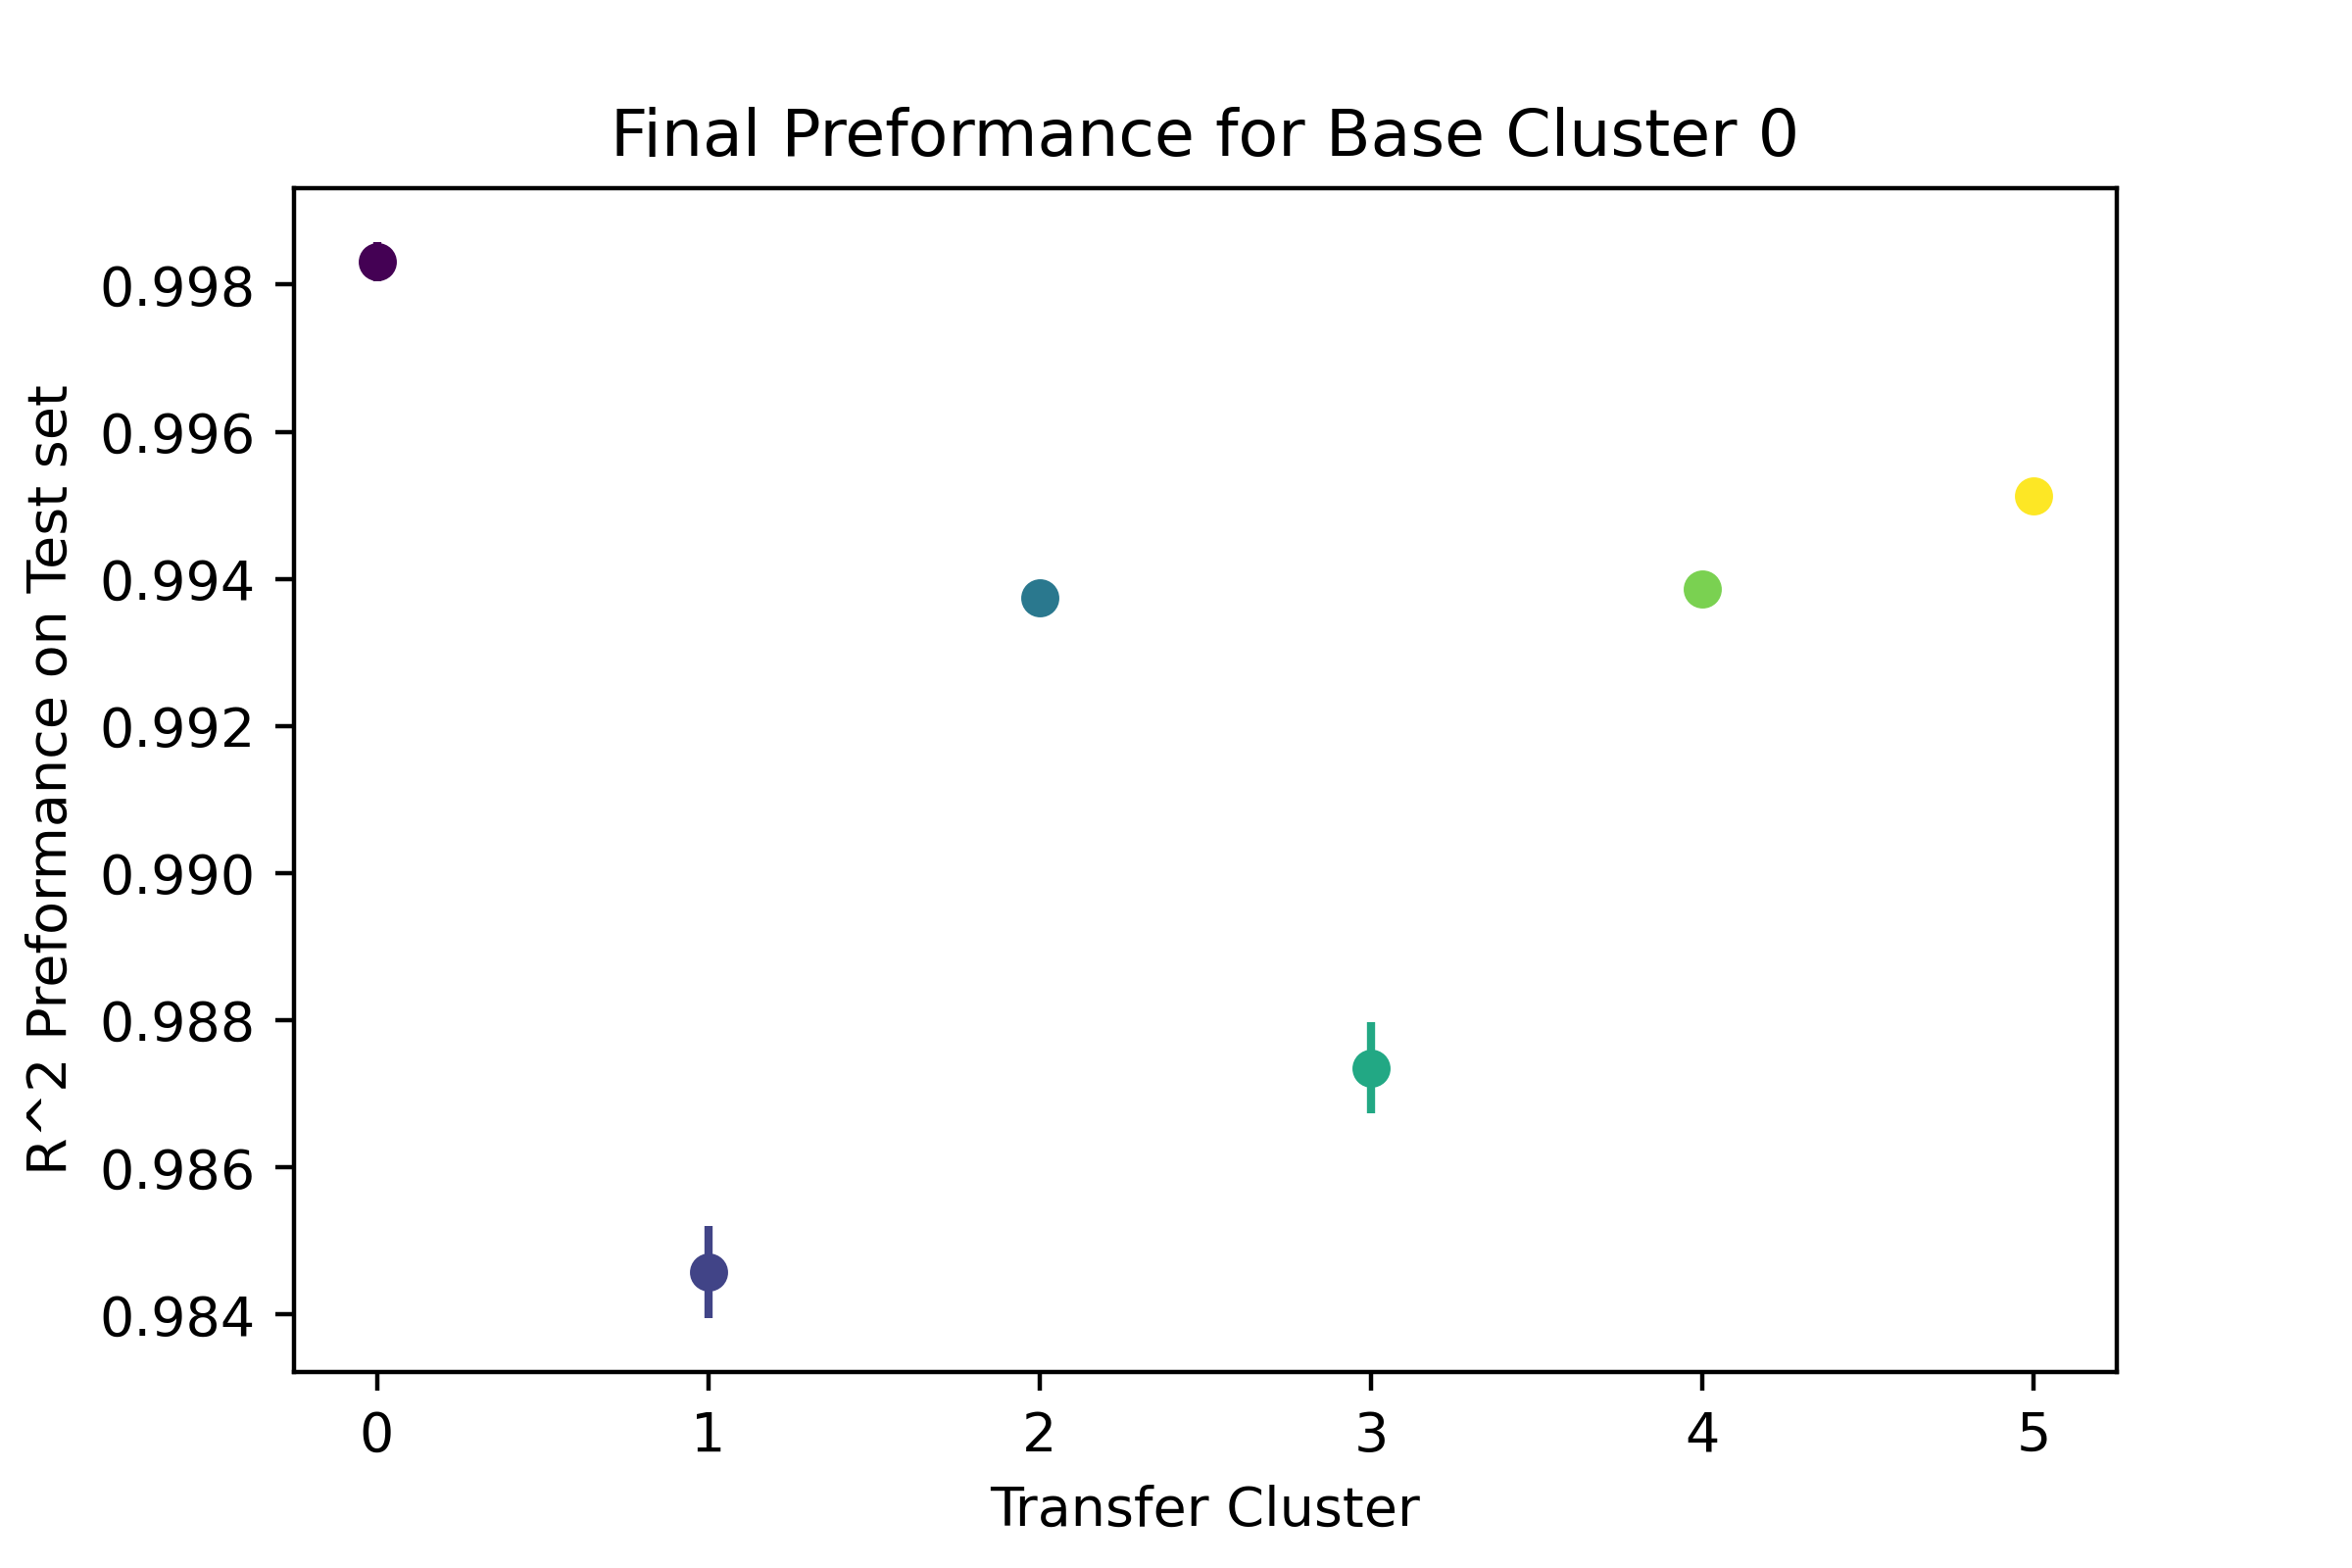 Final Preformance for Base Cluster 0
R^2 Preformance on Test set
0.998
0.996
0.994
0.992
0.990
0.988
0.986
0.984
0 1 2 3 4 5
Transfer Cluster